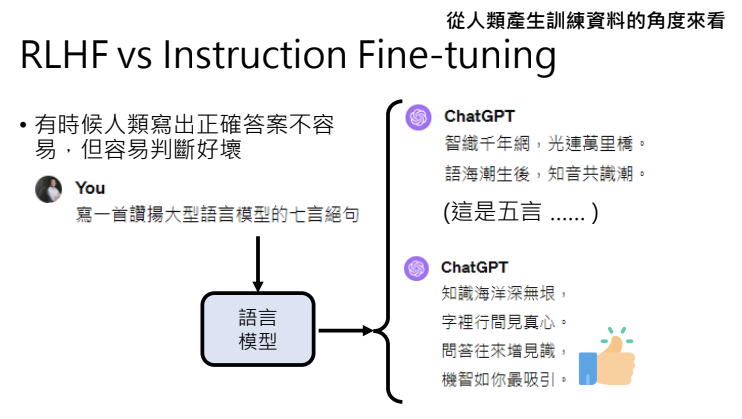 從人類產生訓練資料的角度來看
RLHF vs Instruction Fine-tuning
• 有時候人類寫出正確答案不容
易，但容易判斷好壞
You
寫一首讚揚大型語言模型的七言絕句
語言
模型
ChatGPT
智織千年網，光連萬里橋。
語海潮生後，知音共識潮。
(這是五言 …… )
ChatGPT
知識海洋深無垠，
字裡行間見真心。
問答往來增見識，
機智如你最吸引。